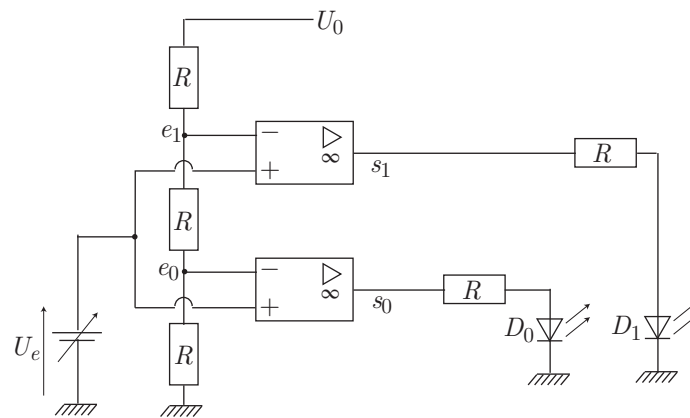 U₀
R
e₁
−
▷
∞
+
s₁
R
R
e₀
−
▷
∞
+
s₀
R
R
Uₑ
D₀
D₁